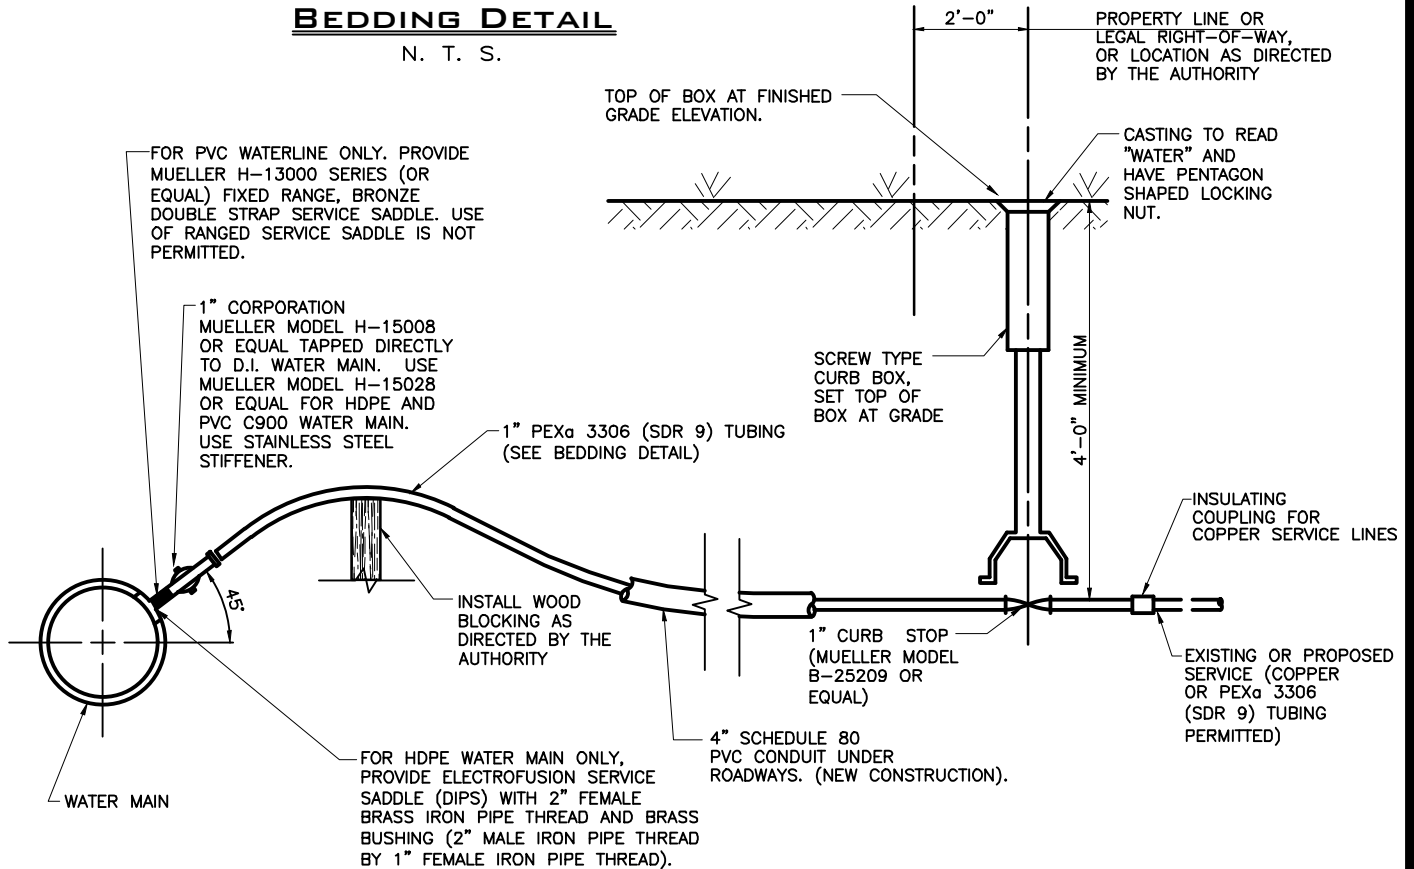 BEDDING DETAIL
N. T. S.
2'-0"
PROPERTY LINE OR
LEGAL RIGHT-OF-WAY,
OR LOCATION AS DIRECTED
BY THE AUTHORITY
TOP OF BOX AT FINISHED
GRADE ELEVATION.
CASTING TO READ
"WATER" AND
HAVE PENTAGON
SHAPED LOCKING
NUT.
FOR PVC WATERLINE ONLY. PROVIDE
MUELLER H-13000 SERIES (OR
EQUAL) FIXED RANGE, BRONZE
DOUBLE STRAP SERVICE SADDLE. USE
OF RANGED SERVICE SADDLE IS NOT
PERMITTED.
1" CORPORATION
MUELLER MODEL H-15008
OR EQUAL TAPPED DIRECTLY
TO D.I. WATER MAIN. USE
MUELLER MODEL H-15028
OR EQUAL FOR HDPE AND
PVC C900 WATER MAIN.
USE STAINLESS STEEL
STIFFENER.
SCREW TYPE
CURB BOX,
SET TOP OF
BOX AT GRADE
4'-0" MINIMUM
1" PEXa 3306 (SDR 9) TUBING
(SEE BEDDING DETAIL)
INSULATING
COUPLING FOR
COPPER SERVICE LINES
45°
INSTALL WOOD
BLOCKING AS
DIRECTED BY THE
AUTHORITY
1" CURB STOP
(MUELLER MODEL
B-25209 OR
EQUAL)
EXISTING OR PROPOSED
SERVICE (COPPER
OR PEXa 3306
(SDR 9) TUBING
PERMITTED)
4" SCHEDULE 80
PVC CONDUIT UNDER
ROADWAYS. (NEW CONSTRUCTION).
FOR HDPE WATER MAIN ONLY,
PROVIDE ELECTROFUSION SERVICE
SADDLE (DIPS) WITH 2" FEMALE
BRASS IRON PIPE THREAD AND BRASS
BUSHING (2" MALE IRON PIPE THREAD
BY 1" FEMALE IRON PIPE THREAD).
WATER MAIN